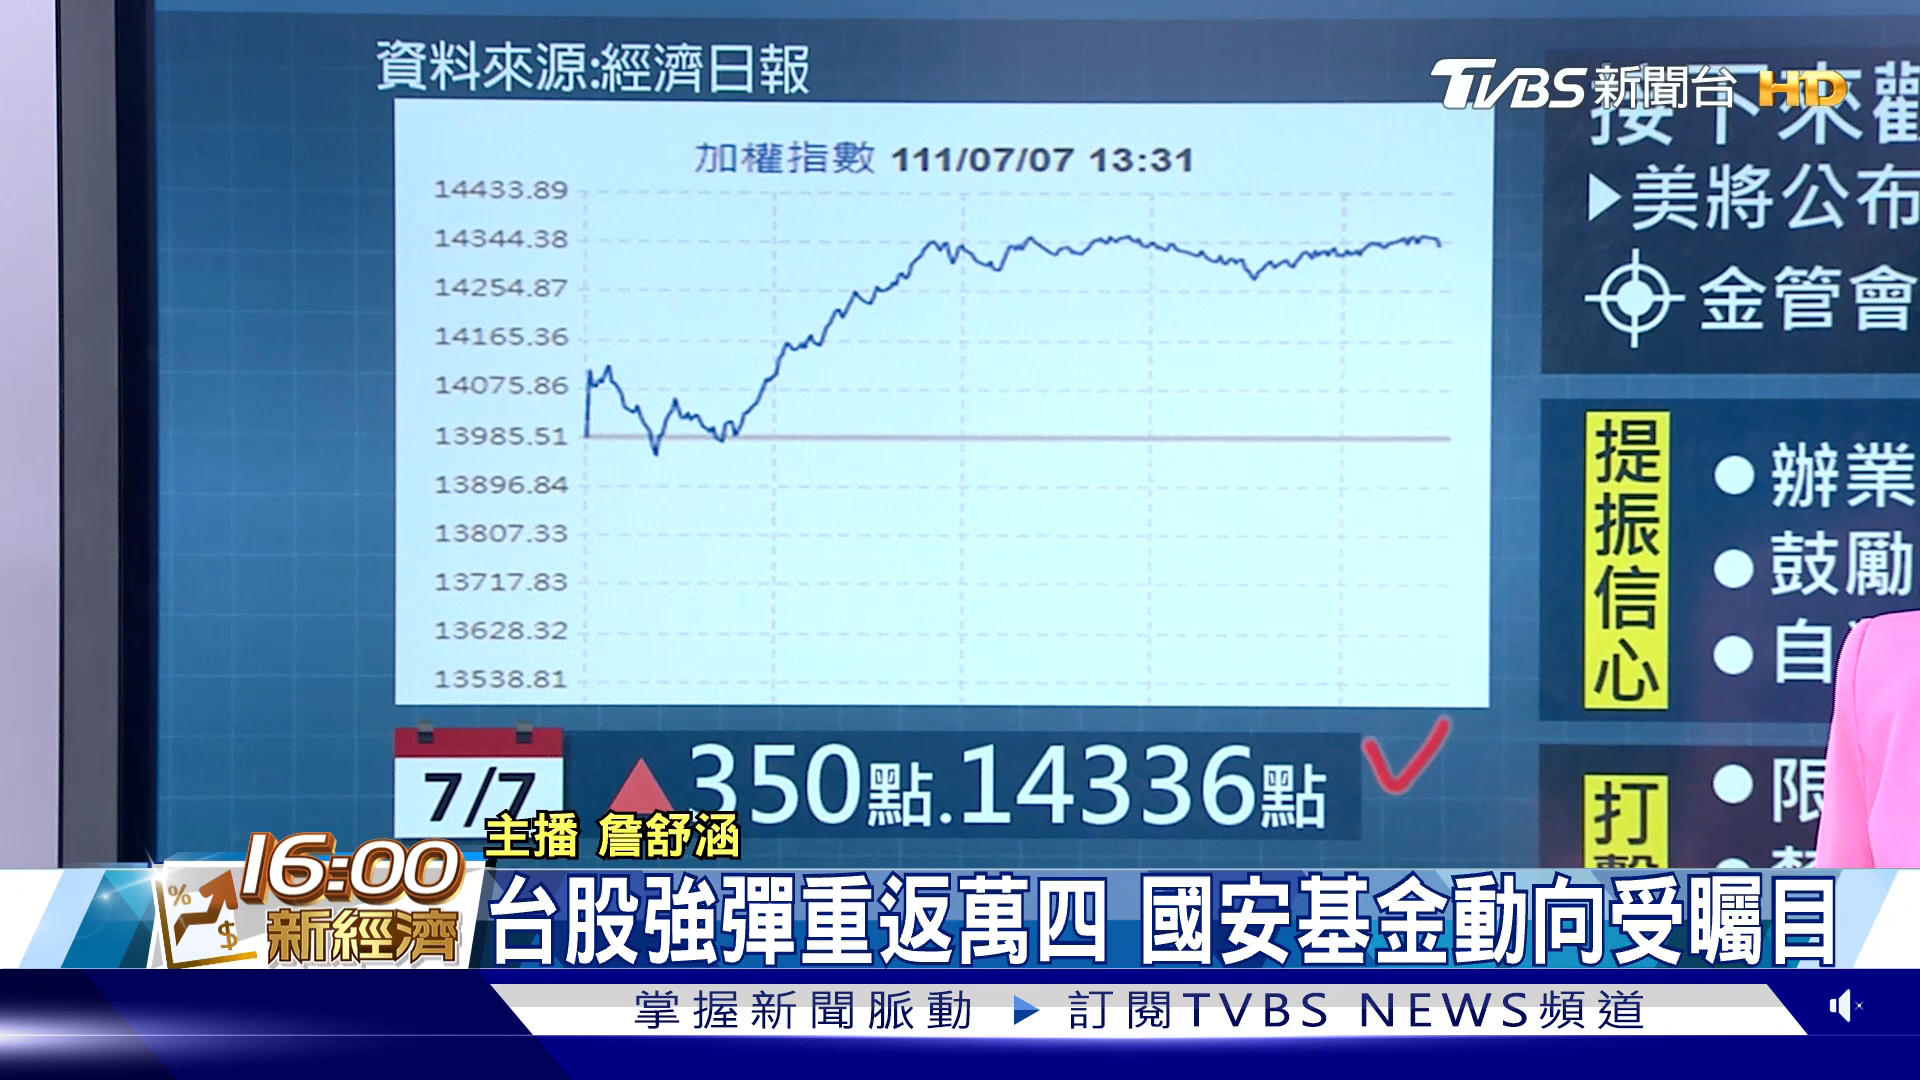 資料來源:經濟日報
TVBS新聞台 HD
加權指數 111/07/07 13:31
14433.89
14344.38
14254.87
14165.36
14075.86
13985.51
13896.84
13807.33
13717.83
13628.32
13538.81
接下來觀
▶美將公布
金管會
提振信心
●辦業
●鼓勵
●自
打
●限
7/7
▲350點.14336點
主播 詹舒涵
16:00
新經濟
% $
台股強彈重返萬四 國安基金動向受矚目
掌握新聞脈動 ▶ 訂閱TVBS NEWS頻道